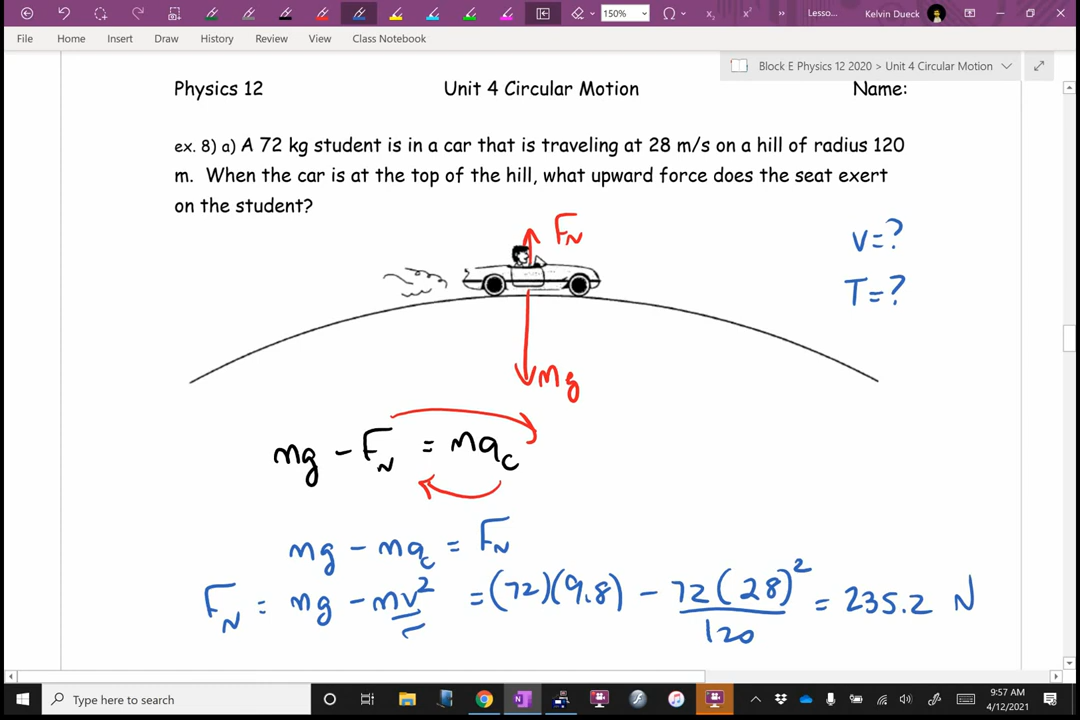 150%
Lesso...
Kelvin Dueck
File Home Insert Draw History Review View Class Notebook
Block E Physics 12 2020 > Unit 4 Circular Motion
Physics 12 Unit 4 Circular Motion Name:
ex. 8) a) A 72 kg student is in a car that is traveling at 28 m/s on a hill of radius 120
m. When the car is at the top of the hill, what upward force does the seat exert
on the student?
F_N
V=?
T=?
mg
mg - F_N = ma_c
mg - ma_c = F_N
F_N = mg - mv²/r = (72)(9.8) - 72(28)²/120 = 235.2 N
Type here to search
9:57 AM
4/12/2021